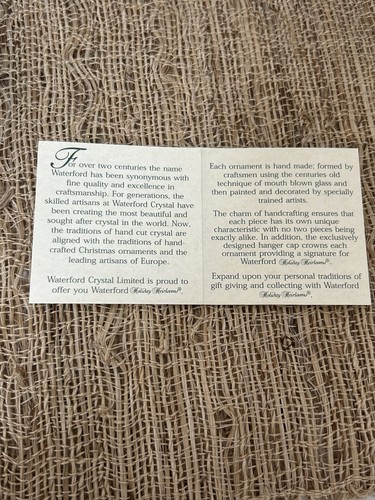 For over two centuries the name
Waterford has been synonymous with
fine quality and excellence in
craftsmanship. For generations, the
skilled artisans at Waterford Crystal have
been creating the most beautiful and
sought after crystal in the world. Now,
the traditions of hand cut crystal are
aligned with the traditions of hand-
crafted Christmas ornaments and the
leading artisans of Europe.
Waterford Crystal Limited is proud to
offer you Waterford Holiday Heirlooms®.
Each ornament is hand made; formed by
craftsmen using the centuries old
technique of mouth blown glass and
then painted and decorated by specially
trained artists.
The charm of handcrafting ensures that
each piece has its own unique
characteristic with no two pieces being
exactly alike. In addition, the exclusively
designed hanger cap crowns each
ornament providing a signature for
Waterford Holiday Heirlooms®.
Expand upon your personal traditions of
gift giving and collecting with Waterford
Holiday Heirlooms®.